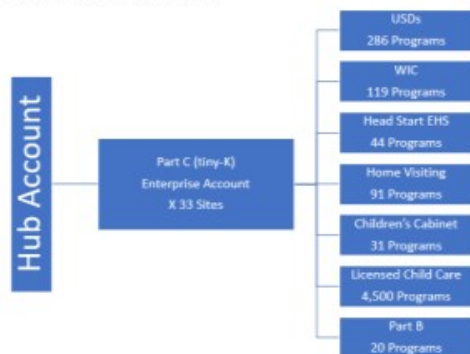 Hub Account
Part C (tiny-K)
Enterprise Account
X 33 Sites
USDs
286 Programs
WIC
119 Programs
Head Start EHS
44 Programs
Home Visiting
91 Programs
Children's Cabinet
31 Programs
Licensed Child Care
4,500 Programs
Part B
20 Programs